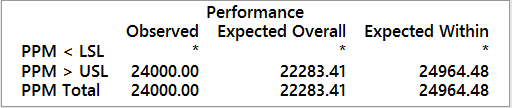 Performance
Observed Expected Overall Expected Within
PPM < LSL * * *
PPM > USL 24000.00 22283.41 24964.48
PPM Total 24000.00 22283.41 24964.48